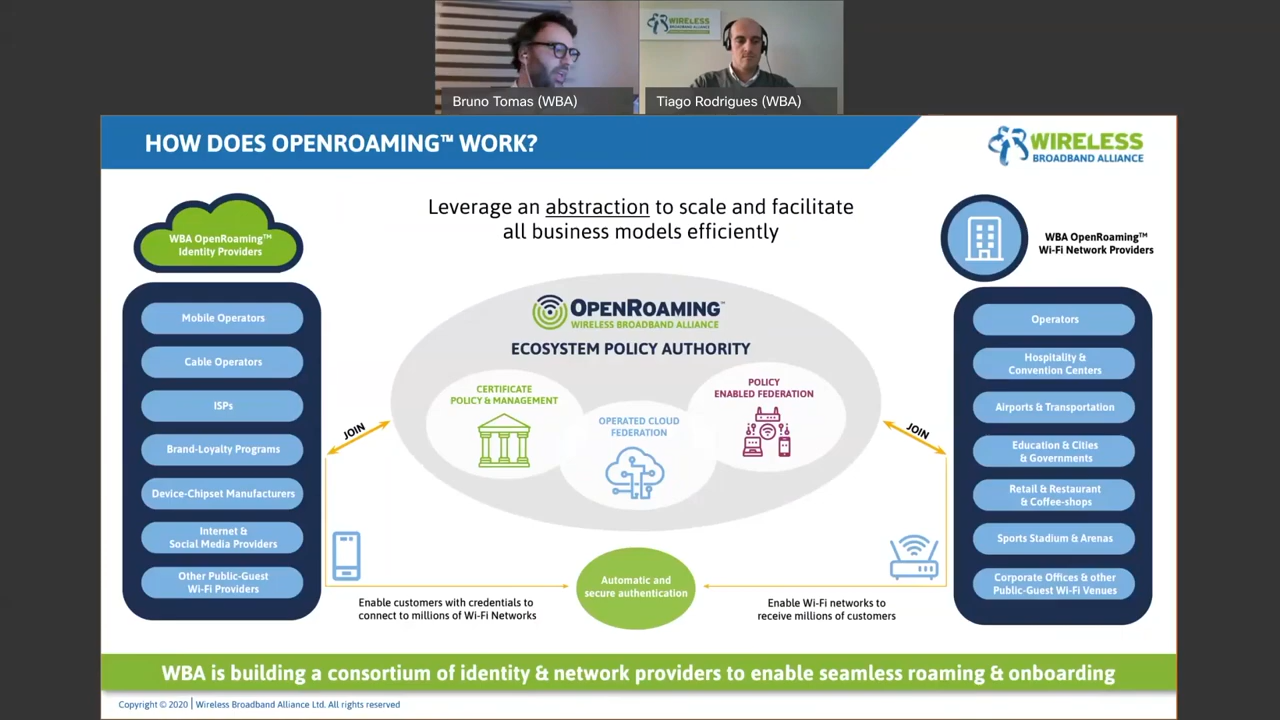 WIRELESS
BROADBAND ALLIANCE
Bruno Tomas (WBA)
Tiago Rodrigues (WBA)
HOW DOES OPENROAMING™ WORK?
WIRELESS
BROADBAND ALLIANCE
Leverage an abstraction to scale and facilitate
all business models efficiently
WBA OpenRoaming™
Identity Providers
Mobile Operators
Cable Operators
ISPs
Brand-Loyalty Programs
Device-Chipset Manufacturers
Internet &
Social Media Providers
Other Public-Guest
Wi-Fi Providers
JOIN
OPENROAMING™
WIRELESS BROADBAND ALLIANCE
ECOSYSTEM POLICY AUTHORITY
CERTIFICATE
POLICY & MANAGEMENT
OPERATED CLOUD
FEDERATION
POLICY
ENABLED FEDERATION
JOIN
WBA OpenRoaming™
Wi-Fi Network Providers
Operators
Hospitality &
Convention Centers
Airports & Transportation
Education & Cities
& Governments
Retail & Restaurant
& Coffee-shops
Sports Stadium & Arenas
Corporate Offices & other
Public-Guest Wi-Fi Venues
Enable customers with credentials to
connect to millions of Wi-Fi Networks
Automatic and
secure authentication
Enable Wi-Fi networks to
receive millions of customers
WBA is building a consortium of identity & network providers to enable seamless roaming & onboarding
Copyright © 2020 | Wireless Broadband Alliance Ltd. All rights reserved